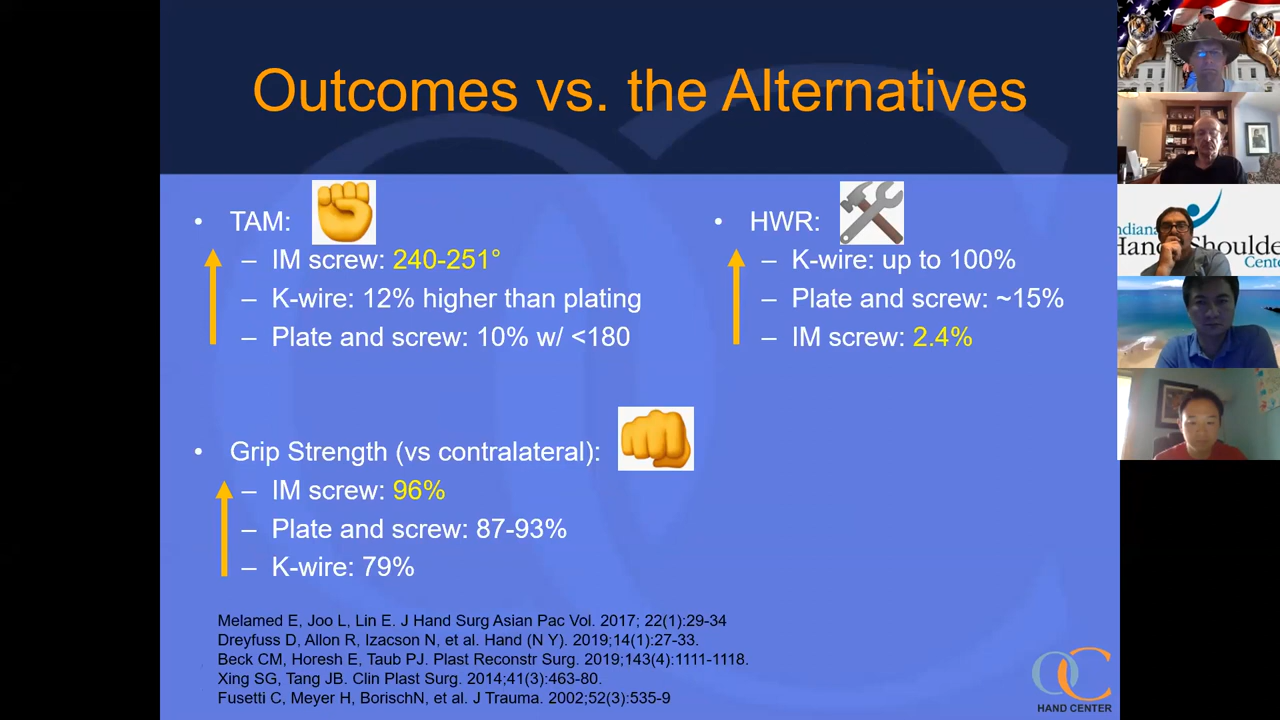 Outcomes vs. the Alternatives
• TAM:
– IM screw: 240-251°
– K-wire: 12% higher than plating
– Plate and screw: 10% w/ <180
• HWR:
– K-wire: up to 100%
– Plate and screw: ~15%
– IM screw: 2.4%
• Grip Strength (vs contralateral):
– IM screw: 96%
– Plate and screw: 87-93%
– K-wire: 79%
Melamed E, Joo L, Lin E. J Hand Surg Asian Pac Vol. 2017; 22(1):29-34
Dreyfuss D, Allon R, Izacson N, et al. Hand (N Y). 2019;14(1):27-33.
Beck CM, Horesh E, Taub PJ. Plast Reconstr Surg. 2019;143(4):1111-1118.
Xing SG, Tang JB. Clin Plast Surg. 2014;41(3):463-80.
Fusetti C, Meyer H, BorischN, et al. J Trauma. 2002;52(3):535-9
OC
HAND CENTER
ndiana
Hand Shoulde
Cente